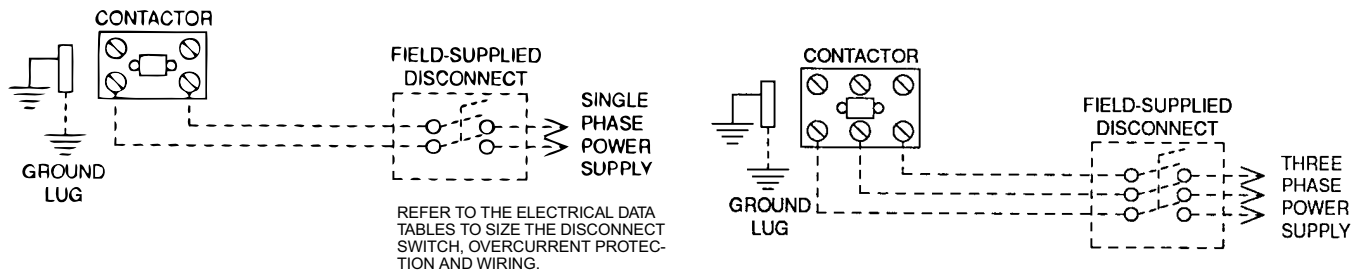 CONTACTOR
FIELD-SUPPLIED
DISCONNECT
SINGLE
PHASE
POWER
SUPPLY
GROUND
LUG
REFER TO THE ELECTRICAL DATA
TABLES TO SIZE THE DISCONNECT
SWITCH, OVERCURRENT PROTEC-
TION AND WIRING.
CONTACTOR
FIELD-SUPPLIED
DISCONNECT
THREE
PHASE
POWER
SUPPLY
GROUND
LUG